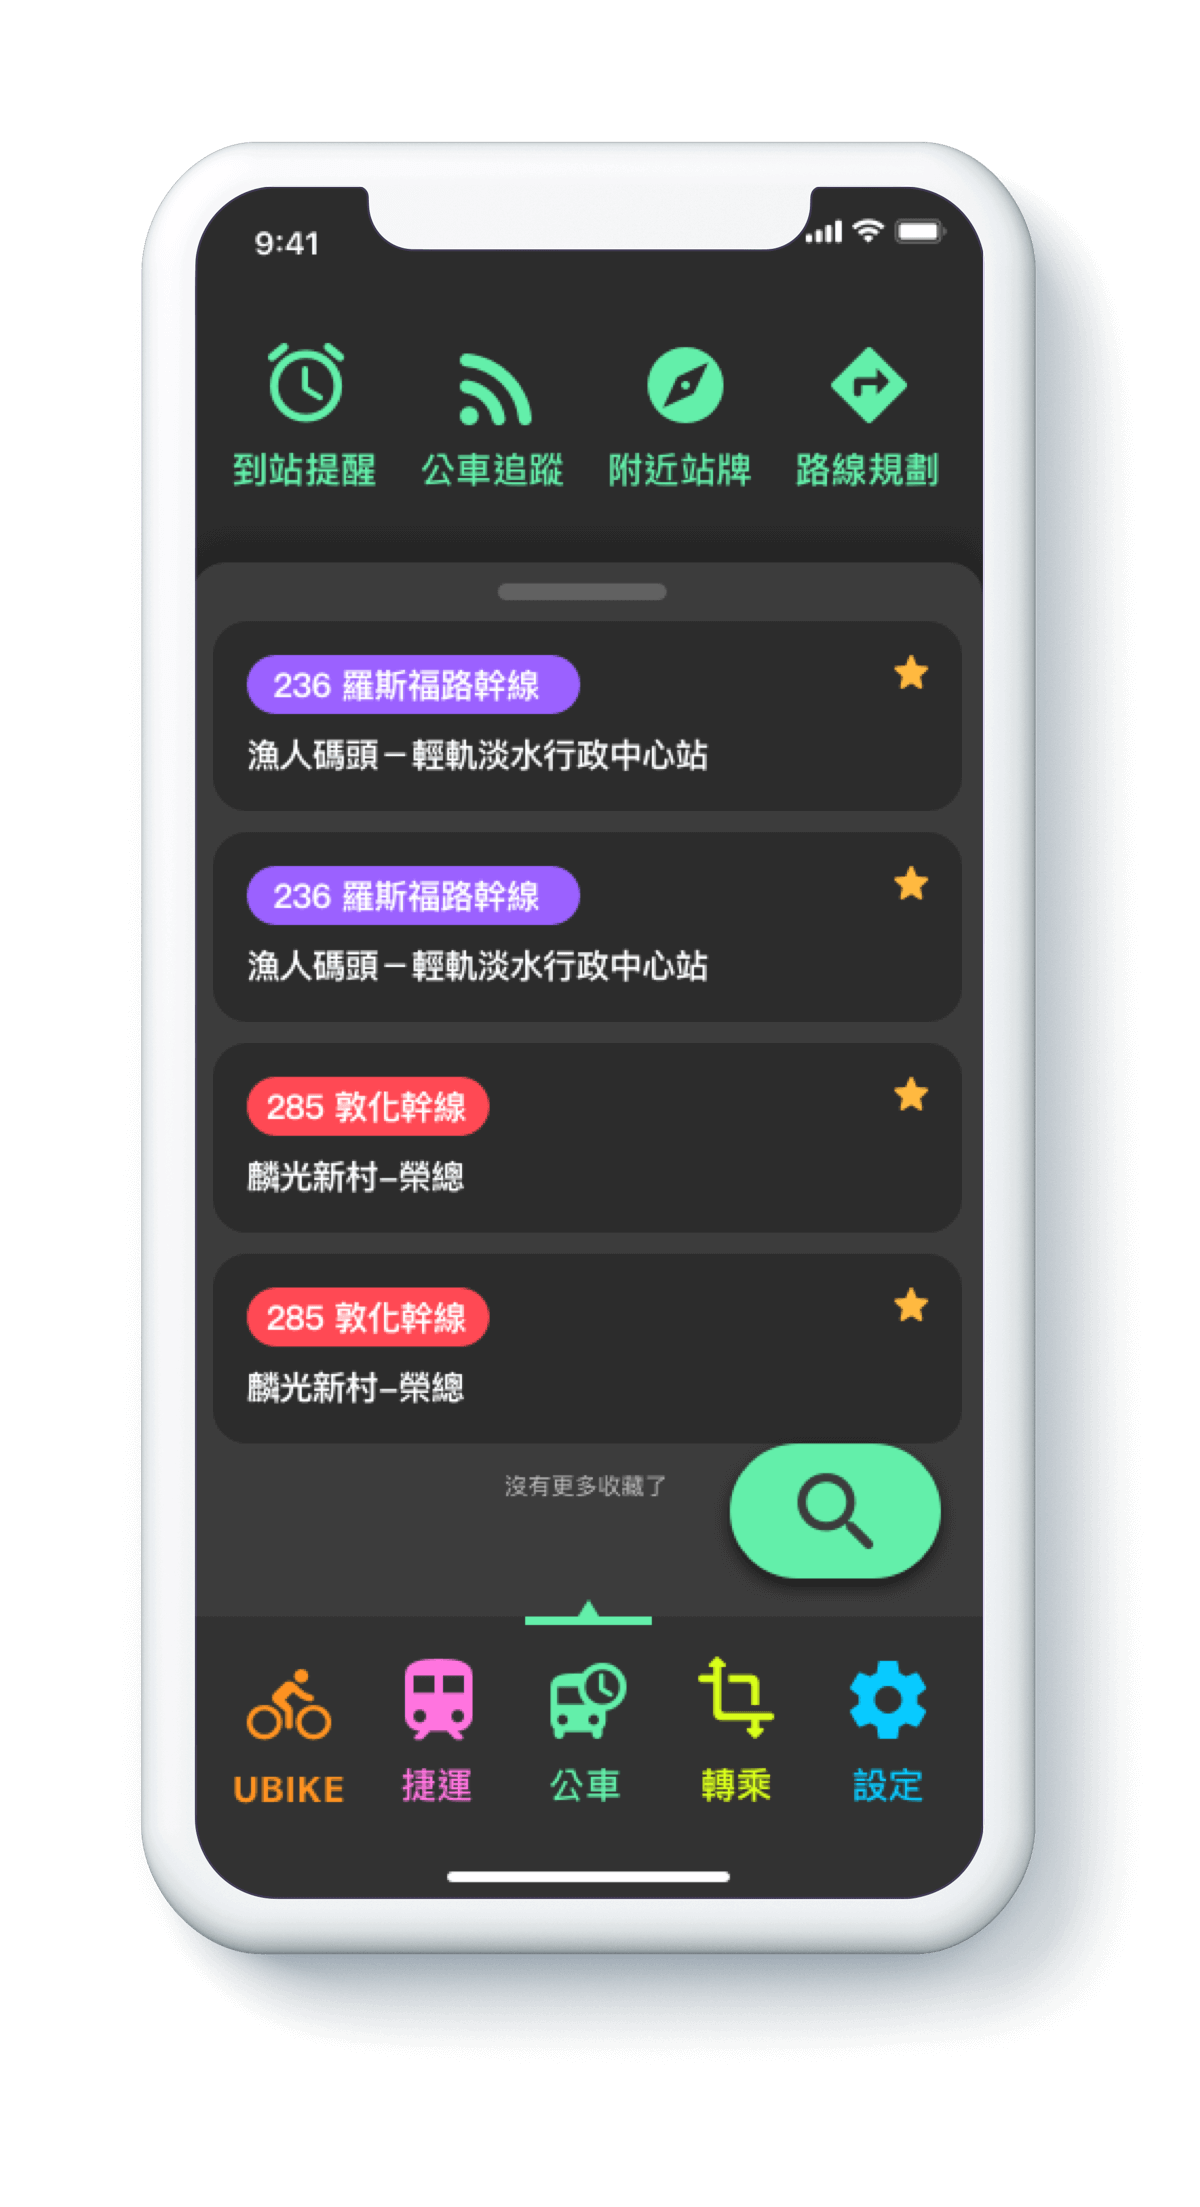 9:41
到站提醒 公車追蹤 附近站牌 路線規劃
236 羅斯福路幹線
漁人碼頭－輕軌淡水行政中心站
236 羅斯福路幹線
漁人碼頭－輕軌淡水行政中心站
285 敦化幹線
麟光新村–榮總
285 敦化幹線
麟光新村–榮總
沒有更多收藏了
UBIKE 捷運 公車 轉乘 設定